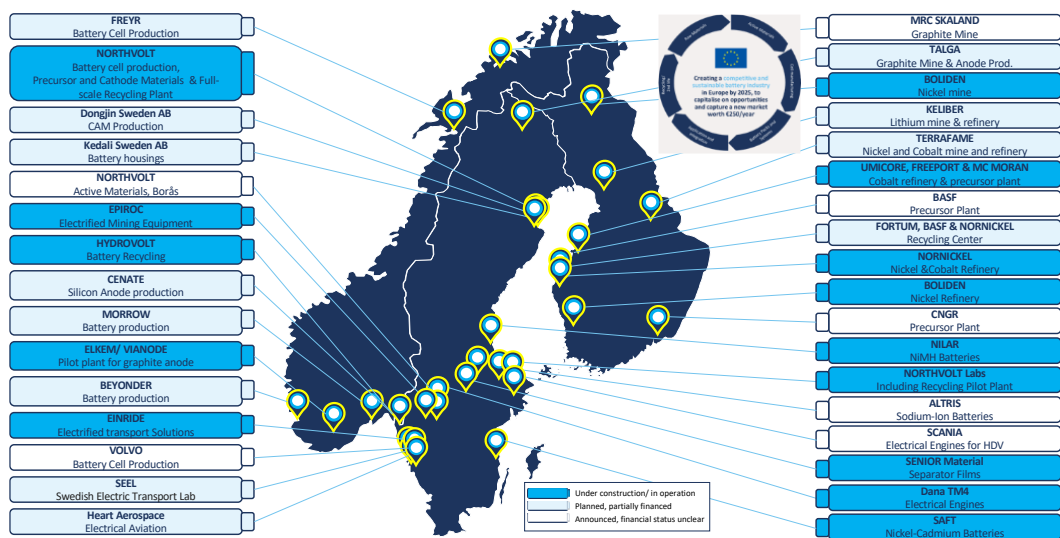 FREYR
Battery Cell Production
NORTHVOLT
Battery cell production,
Precursor and Cathode Materials & Full-
scale Recycling Plant
Dongjin Sweden AB
CAM Production
Kedali Sweden AB
Battery housings
NORTHVOLT
Active Materials, Borås
EPIROC
Electrified Mining Equipment
HYDROVOLT
Battery Recycling
CENATE
Silicon Anode production
MORROW
Battery production
ELKEM/ VIANODE
Pilot plant for graphite anode
BEYONDER
Battery production
EINRIDE
Electrified transport Solutions
VOLVO
Battery Cell Production
SEEL
Swedish Electric Transport Lab
Heart Aerospace
Electrical Aviation
Raw Materials
Active Materials
Cell manufacturing
Creating a competitive and
sustainable battery industry
in Europe by 2025, to
capitalise on opportunities
and capture a new market
worth €250/year
MRC SKALAND
Graphite Mine
TALGA
Graphite Mine & Anode Prod.
BOLIDEN
Nickel mine
KELIBER
Lithium mine & refinery
TERRAFAME
Nickel and Cobalt mine and refinery
UMICORE, FREEPORT & MC MORAN
Cobalt refinery & precursor plant
BASF
Precursor Plant
FORTUM, BASF & NORNICKEL
Recycling Center
NORNICKEL
Nickel &Cobalt Refinery
BOLIDEN
Nickel Refinery
CNGR
Precursor Plant
NILAR
NiMH Batteries
NORTHVOLT Labs
Including Recycling Pilot Plant
ALTRIS
Sodium-Ion Batteries
SCANIA
Electrical Engines for HDV
SENIOR Materiai
Separator Films
Dana TM4
Electrical Engines
SAFT
Nickel-Cadmium Batteries
Under construction/ in operation
Planned, partially financed
Announced, financial status unclear